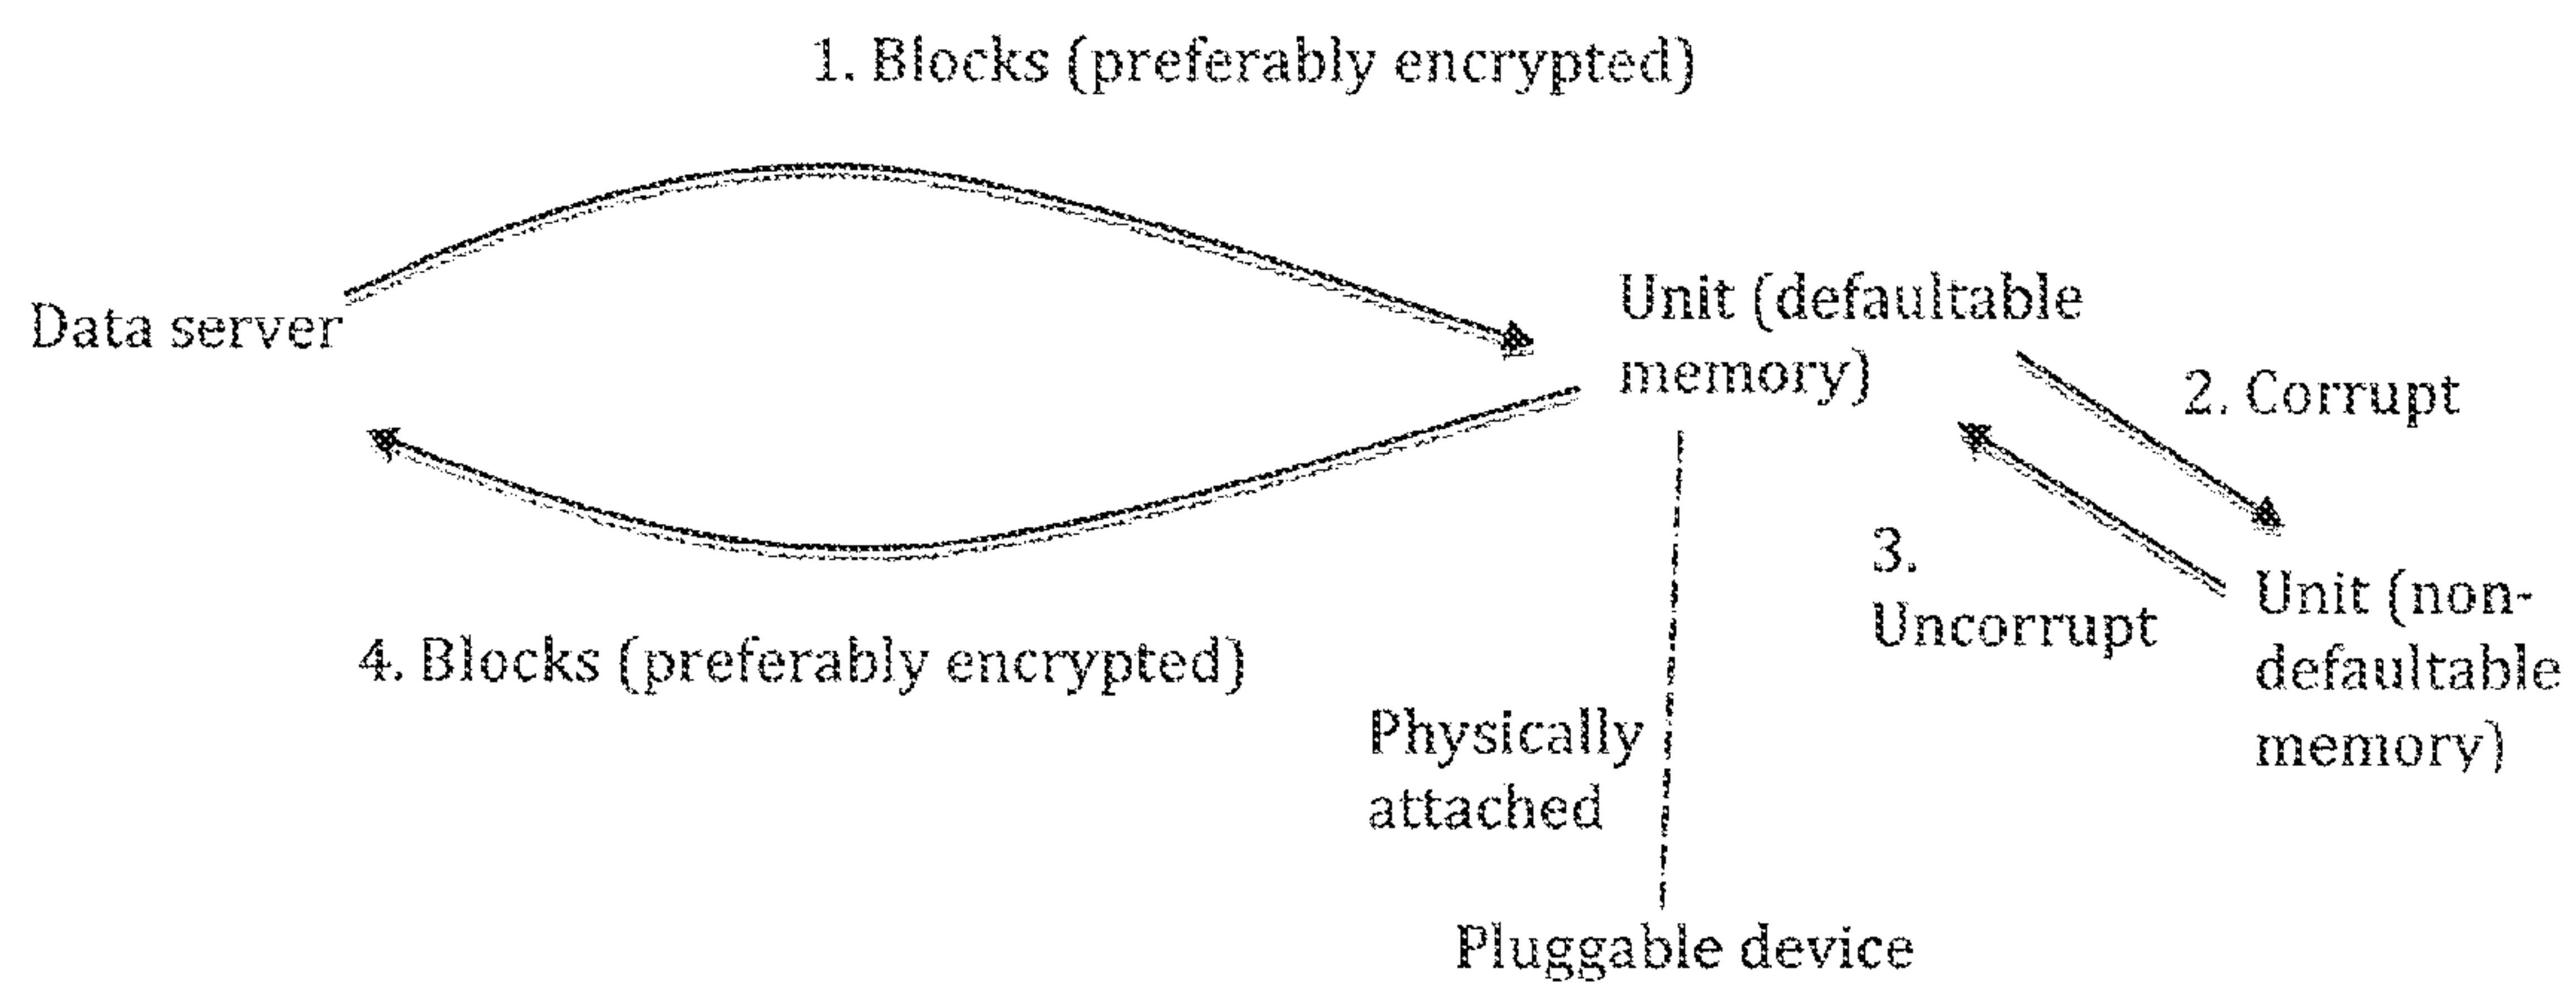 1. Blocks (preferably encrypted)
Data server
Unit (defaultable
memory)
2. Corrupt
3.
Uncorrupt
Unit (non-
defaultable
memory)
4. Blocks (preferably encrypted)
Physically
attached
Pluggable device